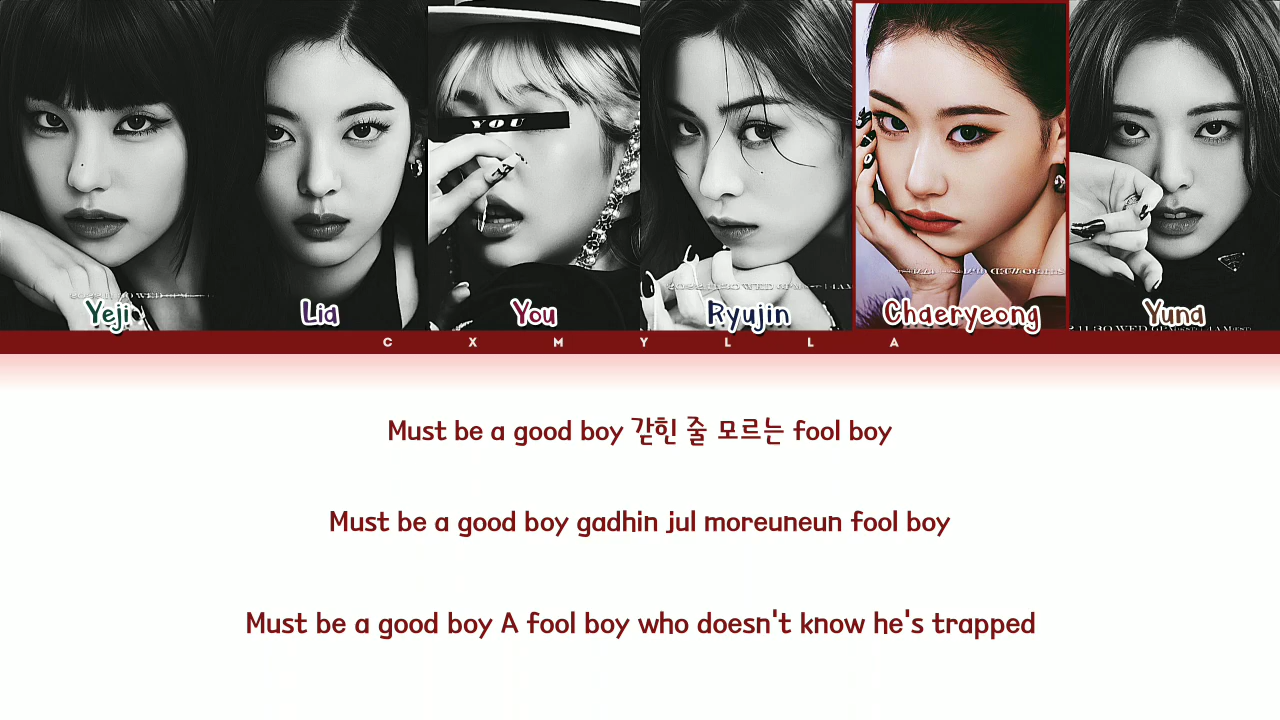 YOU
Yeji
Lia
You
Ryujin
Chaeryeong
Yuna
C X M Y L L A
Must be a good boy 갇힌 줄 모르는 fool boy
Must be a good boy gadhin jul moreuneun fool boy
Must be a good boy A fool boy who doesn't know he's trapped